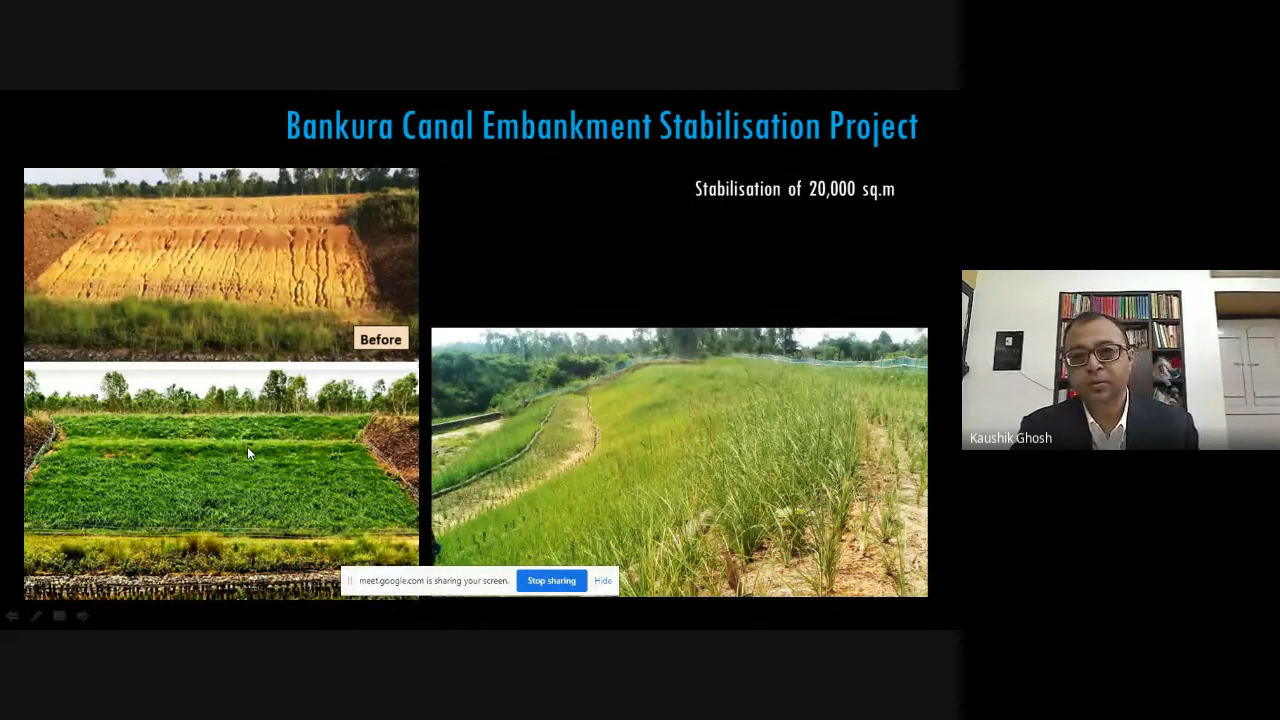 Bankura Canal Embankment Stabilisation Project
Stabilisation of 20,000 sq.m
Before
Kaushik Ghosh
meet.google.com is sharing your screen.
Stop sharing
Hide